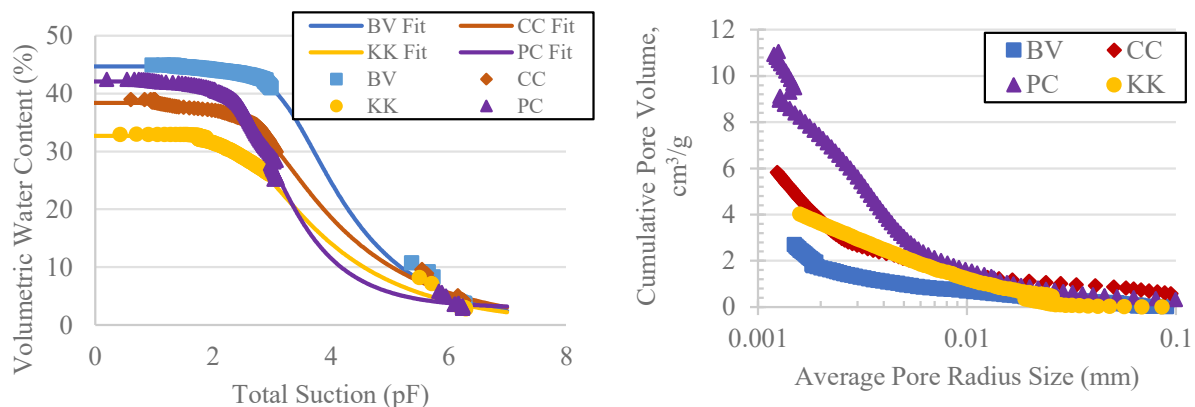 BV Fit
CC Fit
KK Fit
PC Fit
BV
CC
KK
PC
50
40
30
20
10
0
0
2
4
6
8
Volumetric Water Content (%)
Total Suction (pF)
BV
CC
PC
KK
12
10
8
6
4
2
0
0.001
0.01
0.1
Cumulative Pore Volume,
cm³/g
Average Pore Radius Size (mm)